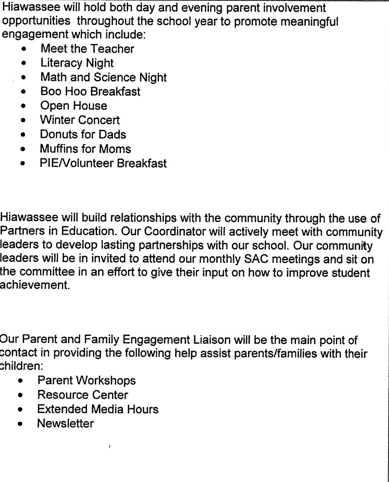 Hiawassee will hold both day and evening parent involvement
opportunities throughout the school year to promote meaningful
engagement which include:
• Meet the Teacher
• Literacy Night
• Math and Science Night
• Boo Hoo Breakfast
• Open House
• Winter Concert
• Donuts for Dads
• Muffins for Moms
• PIE/Volunteer Breakfast
Hiawassee will build relationships with the community through the use of
Partners in Education. Our Coordinator will actively meet with community
leaders to develop lasting partnerships with our school. Our community
leaders will be in invited to attend our monthly SAC meetings and sit on
the committee in an effort to give their input on how to improve student
achievement.
Our Parent and Family Engagement Liaison will be the main point of
contact in providing the following help assist parents/families with their
children:
• Parent Workshops
• Resource Center
• Extended Media Hours
• Newsletter